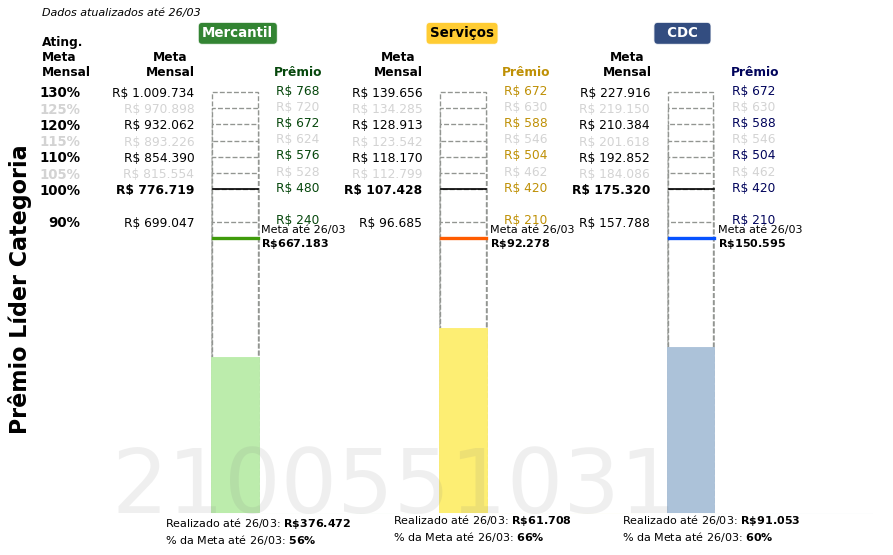 Dados atualizados até 26/03
Mercantil Serviços CDC
Ating.
Meta
Mensal
Meta
Mensal
Prêmio
Meta
Mensal
Prêmio
Meta
Mensal
Prêmio
130% R$ 1.009.734 R$ 768 R$ 139.656 R$ 672 R$ 227.916 R$ 672
125% R$ 970.898 R$ 720 R$ 134.285 R$ 630 R$ 219.150 R$ 630
120% R$ 932.062 R$ 672 R$ 128.913 R$ 588 R$ 210.384 R$ 588
115% R$ 893.226 R$ 624 R$ 123.542 R$ 546 R$ 201.618 R$ 546
110% R$ 854.390 R$ 576 R$ 118.170 R$ 504 R$ 192.852 R$ 504
105% R$ 815.554 R$ 528 R$ 112.799 R$ 462 R$ 184.086 R$ 462
100% R$ 776.719 R$ 480 R$ 107.428 R$ 420 R$ 175.320 R$ 420
90% R$ 699.047 R$ 240 R$ 96.685 R$ 210 R$ 157.788 R$ 210
Meta até 26/03
R$667.183
Meta até 26/03
R$92.278
Meta até 26/03
R$150.595
Prêmio Líder Categoria
2100551031
Realizado até 26/03: R$376.472
% da Meta até 26/03: 56%
Realizado até 26/03: R$61.708
% da Meta até 26/03: 66%
Realizado até 26/03: R$91.053
% da Meta até 26/03: 60%